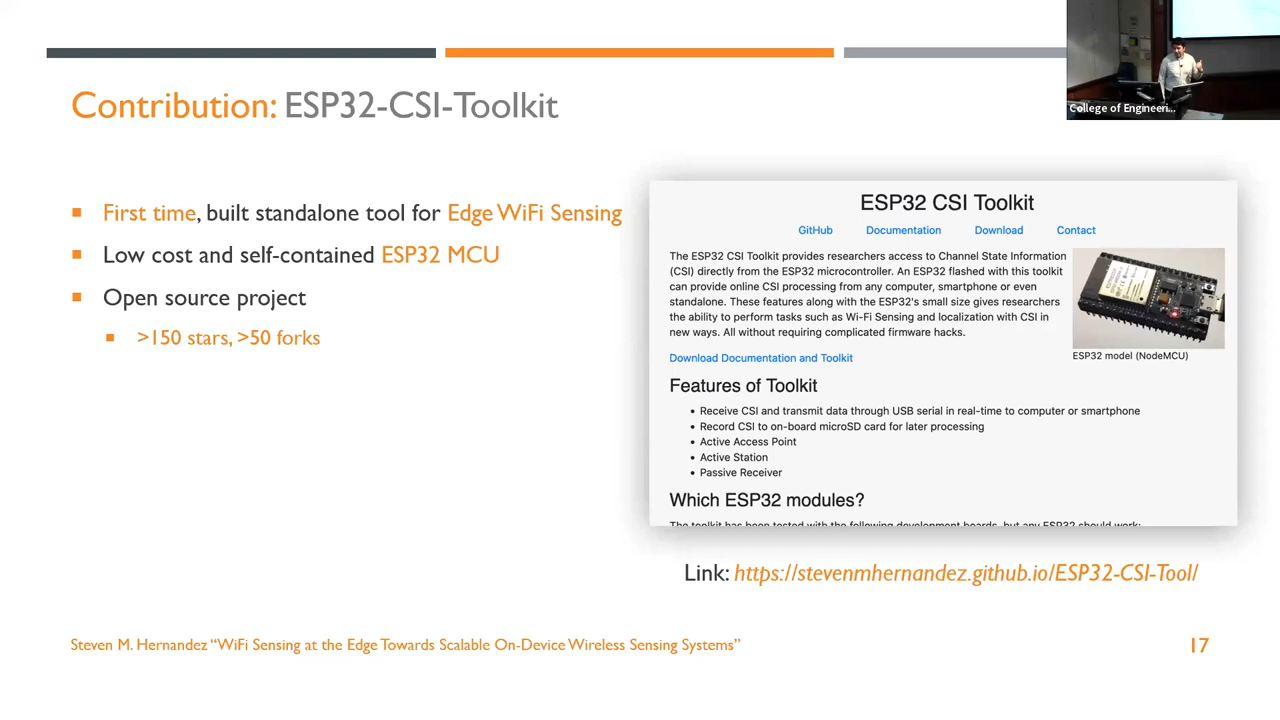 College of Engineeri...
Contribution: ESP32-CSI-Toolkit
First time, built standalone tool for Edge WiFi Sensing
Low cost and self-contained ESP32 MCU
Open source project
>150 stars, >50 forks
ESP32 CSI Toolkit
GitHub Documentation Download Contact
The ESP32 CSI Toolkit provides researchers access to Channel State Information
(CSI) directly from the ESP32 microcontroller. An ESP32 flashed with this toolkit
can provide online CSI processing from any computer, smartphone or even
standalone. These features along with the ESP32's small size gives researchers
the ability to perform tasks such as Wi-Fi Sensing and localization with CSI in
new ways. All without requiring complicated firmware hacks.
ESP32 model (NodeMCU)
Download Documentation and Toolkit
Features of Toolkit
Receive CSI and transmit data through USB serial in real-time to computer or smartphone
Record CSI to on-board microSD card for later processing
Active Access Point
Active Station
Passive Receiver
Which ESP32 modules?
The toolkit has been tested with the following development boards, but any ESP32 should work:
Link: https://stevenmhernandez.github.io/ESP32-CSI-Tool/
Steven M. Hernandez “WiFi Sensing at the Edge Towards Scalable On-Device Wireless Sensing Systems”
17